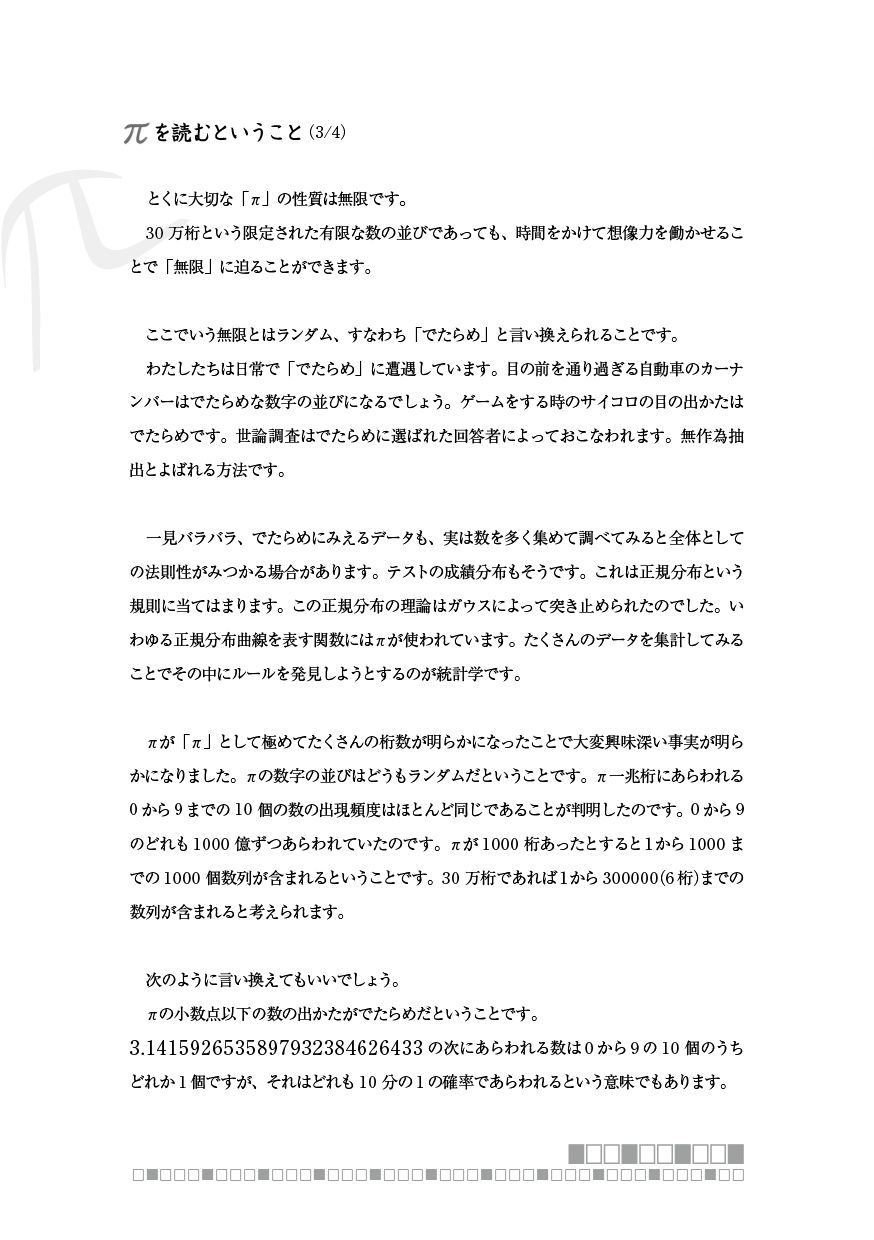 πを読むということ (3/4)
とくに大切な「π」の性質は無限です。
30 万桁という限定された有限な数の並びであっても、時間をかけて想像力を働かせるこ
とで「無限」に迫ることができます。
ここでいう無限とはランダム、すなわち「でたらめ」と言い換えられることです。
わたしたちは日常で「でたらめ」に遭遇しています。目の前を通り過ぎる自動車のカーナ
ンバーはでたらめな数字の並びになるでしょう。ゲームをする時のサイコロの目の出かたは
でたらめです。世論調査はでたらめに選ばれた回答者によっておこなわれます。無作為抽
出とよばれる方法です。
一見バラバラ、でたらめにみえるデータも、実は数を多く集めて調べてみると全体として
の法則性がみつかる場合があります。テストの成績分布もそうです。これは正規分布という
規則に当てはまります。この正規分布の理論はガウスによって突き止められたのでした。い
わゆる正規分布曲線を表す関数にはπが使われています。たくさんのデータを集計してみる
ことでその中にルールを発見しようとするのが統計学です。
πが「π」として極めてたくさんの桁数が明らかになったことで大変興味深い事実が明ら
かになりました。πの数字の並びはどうもランダムだということです。π一兆桁にあらわれる
0 から 9 までの 10 個の数の出現頻度はほとんど同じであることが判明したのです。0 から 9
のどれも 1000 億ずつあらわれていたのです。πが 1000 桁あったとすると 1 から 1000 ま
での 1000 個数列が含まれるということです。30 万桁であれば 1 から 300000(6 桁)までの
数列が含まれると考えられます。
次のように言い換えてもいいでしょう。
πの小数点以下の数の出かたがでたらめだということです。
3.14159265358979323846264​33 の次にあらわれる数は 0 から 9 の 10 個のうち
どれか 1 個ですが、それはどれも 10 分の 1 の確率であらわれるという意味でもあります。